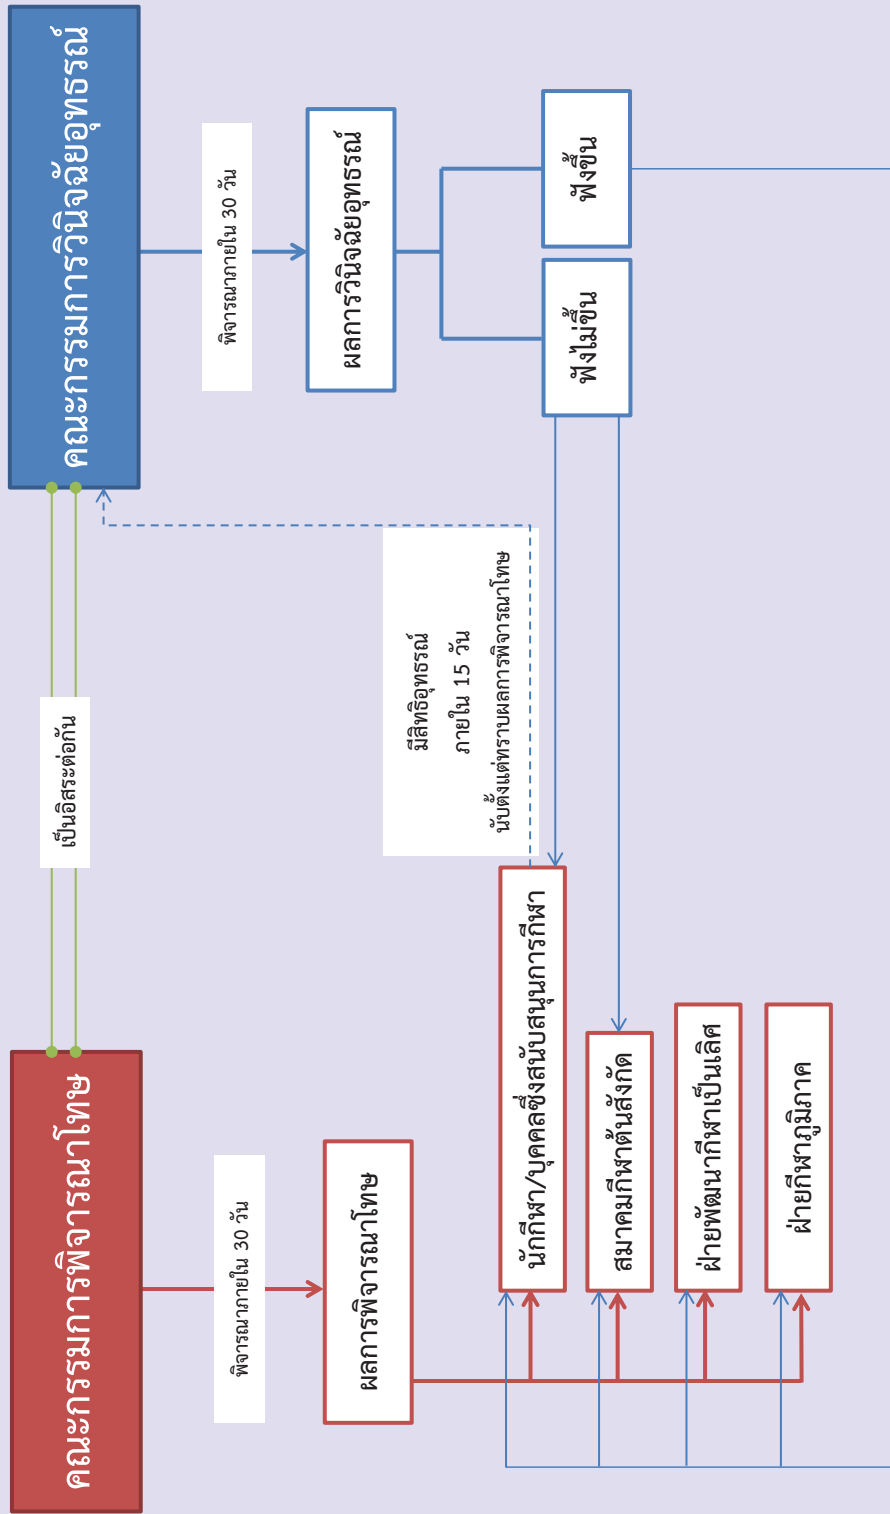 คณะกรรมการพิจารณาโทษ
เป็นอิสระต่อกัน
คณะกรรมการวินิจฉัยอุทธรณ์
พิจารณาภายใน 30 วัน
พิจารณาภายใน 30 วัน
ผลการพิจารณาโทษ
ผลการวินิจฉัยอุทธรณ์
มีสิทธิอุทธรณ์
ภายใน 15 วัน
นับตั้งแต่ทราบผลการพิจารณาโทษ
นักกีฬา/บุคคลซึ่งสนับสนุนการกีฬา
ฟังไม่ขึ้น
ฟังขึ้น
สมาคมกีฬาต้นสังกัด
ฝ่ายพัฒนากีฬาเป็นเลิศ
ฝ่ายกีฬาภูมิภาค